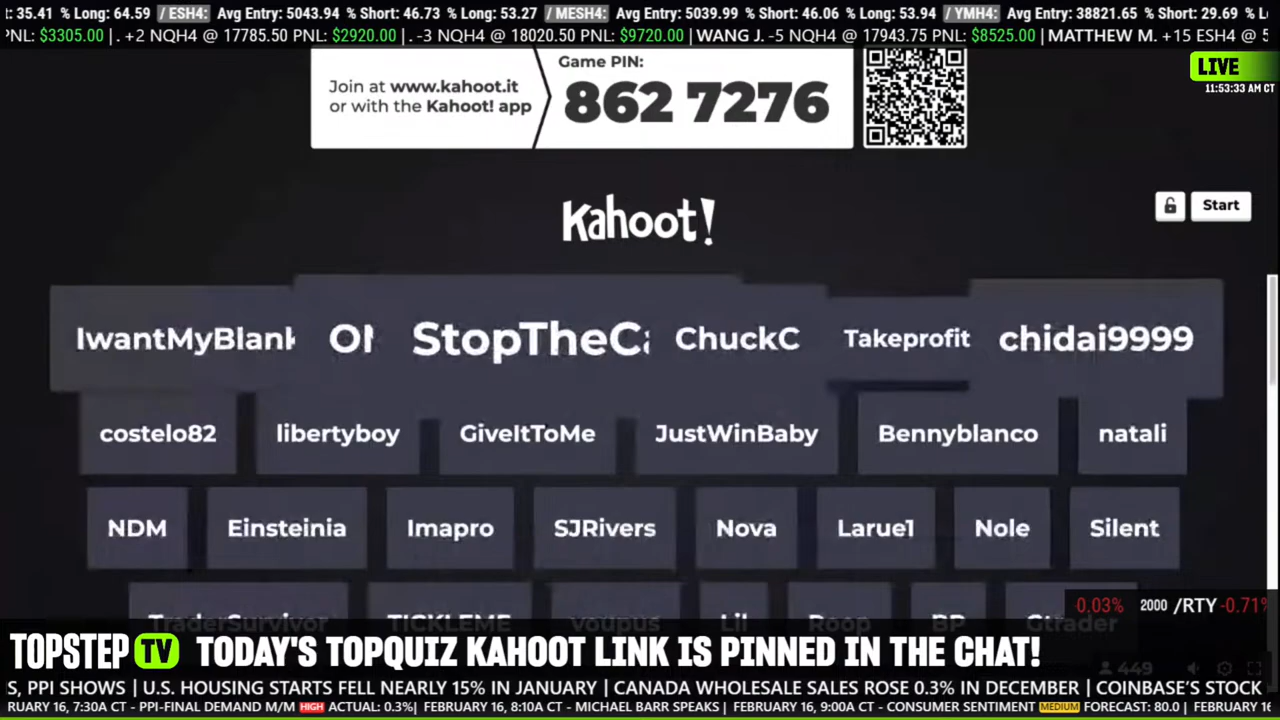 : 35.41 % Long: 64.59 / ESH4: Avg Entry: 5043.94 % Short: 46.73 % Long: 53.27 / MESH4: Avg Entry: 5039.99 % Short: 46.06 % Long: 53.94 / YMH4: Avg Entry: 38821.65 % Short: 29.69 % L
PNL: $3305.00 | . +2 NQH4 @ 17785.50 PNL: $2920.00 | . -3 NQH4 @ 18020.50 PNL: $9720.00 | WANG J. -5 NQH4 @ 17943.75 PNL: $8525.00 | MATTHEW M. +15 ESH4 @ 5
LIVE
11:53:33 AM CT
Join at www.kahoot.it
or with the Kahoot! app
Game PIN:
862 7276
Kahoot!
Start
IwantMyBlank StopTheCa ChuckC Takeprofit chidai9999
costelo82 libertyboy GiveItToMe JustWinBaby Bennyblanco natali
NDM Einsteinia Imapro SJRivers Nova Larue1 Nole Silent
TraderSurvivor TICKLEME voupus Lil Roop BP Gttrader
-0.03% 2000 /RTY -0.71%
449
TOPSTEP TV TODAY'S TOPQUIZ KAHOOT LINK IS PINNED IN THE CHAT!
S, PPI SHOWS | U.S. HOUSING STARTS FELL NEARLY 15% IN JANUARY | CANADA WHOLESALE SALES ROSE 0.3% IN DECEMBER | COINBASE'S STOCK
RUARY 16, 7:30A CT - PPI-FINAL DEMAND M/M HIGH ACTUAL: 0.3% | FEBRUARY 16, 8:10A CT - MICHAEL BARR SPEAKS | FEBRUARY 16, 9:00A CT - CONSUMER SENTIMENT MEDIUM FORECAST: 80.0 | FEBRUARY 16